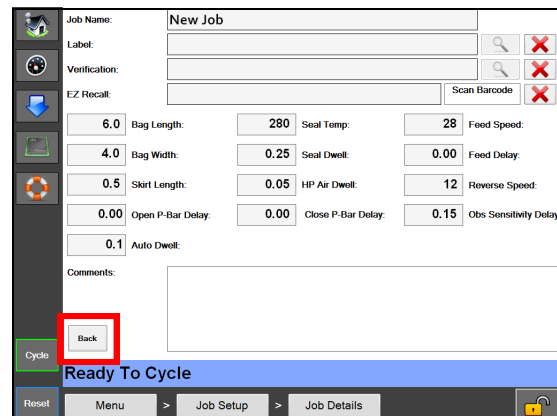 Job Name: New Job
Label:
Verification:
EZ Recall: Scan Barcode
6.0 Bag Length: 280 Seal Temp: 28 Feed Speed:
4.0 Bag Width: 0.25 Seal Dwell: 0.00 Feed Delay:
0.5 Skirt Length: 0.05 HP Air Dwell: 12 Reverse Speed:
0.00 Open P-Bar Delay: 0.00 Close P-Bar Delay: 0.15 Obs Sensitivity Delay
0.1 Auto Dwell:
Comments:
Back
Cycle
Ready To Cycle
Reset Menu > Job Setup > Job Details